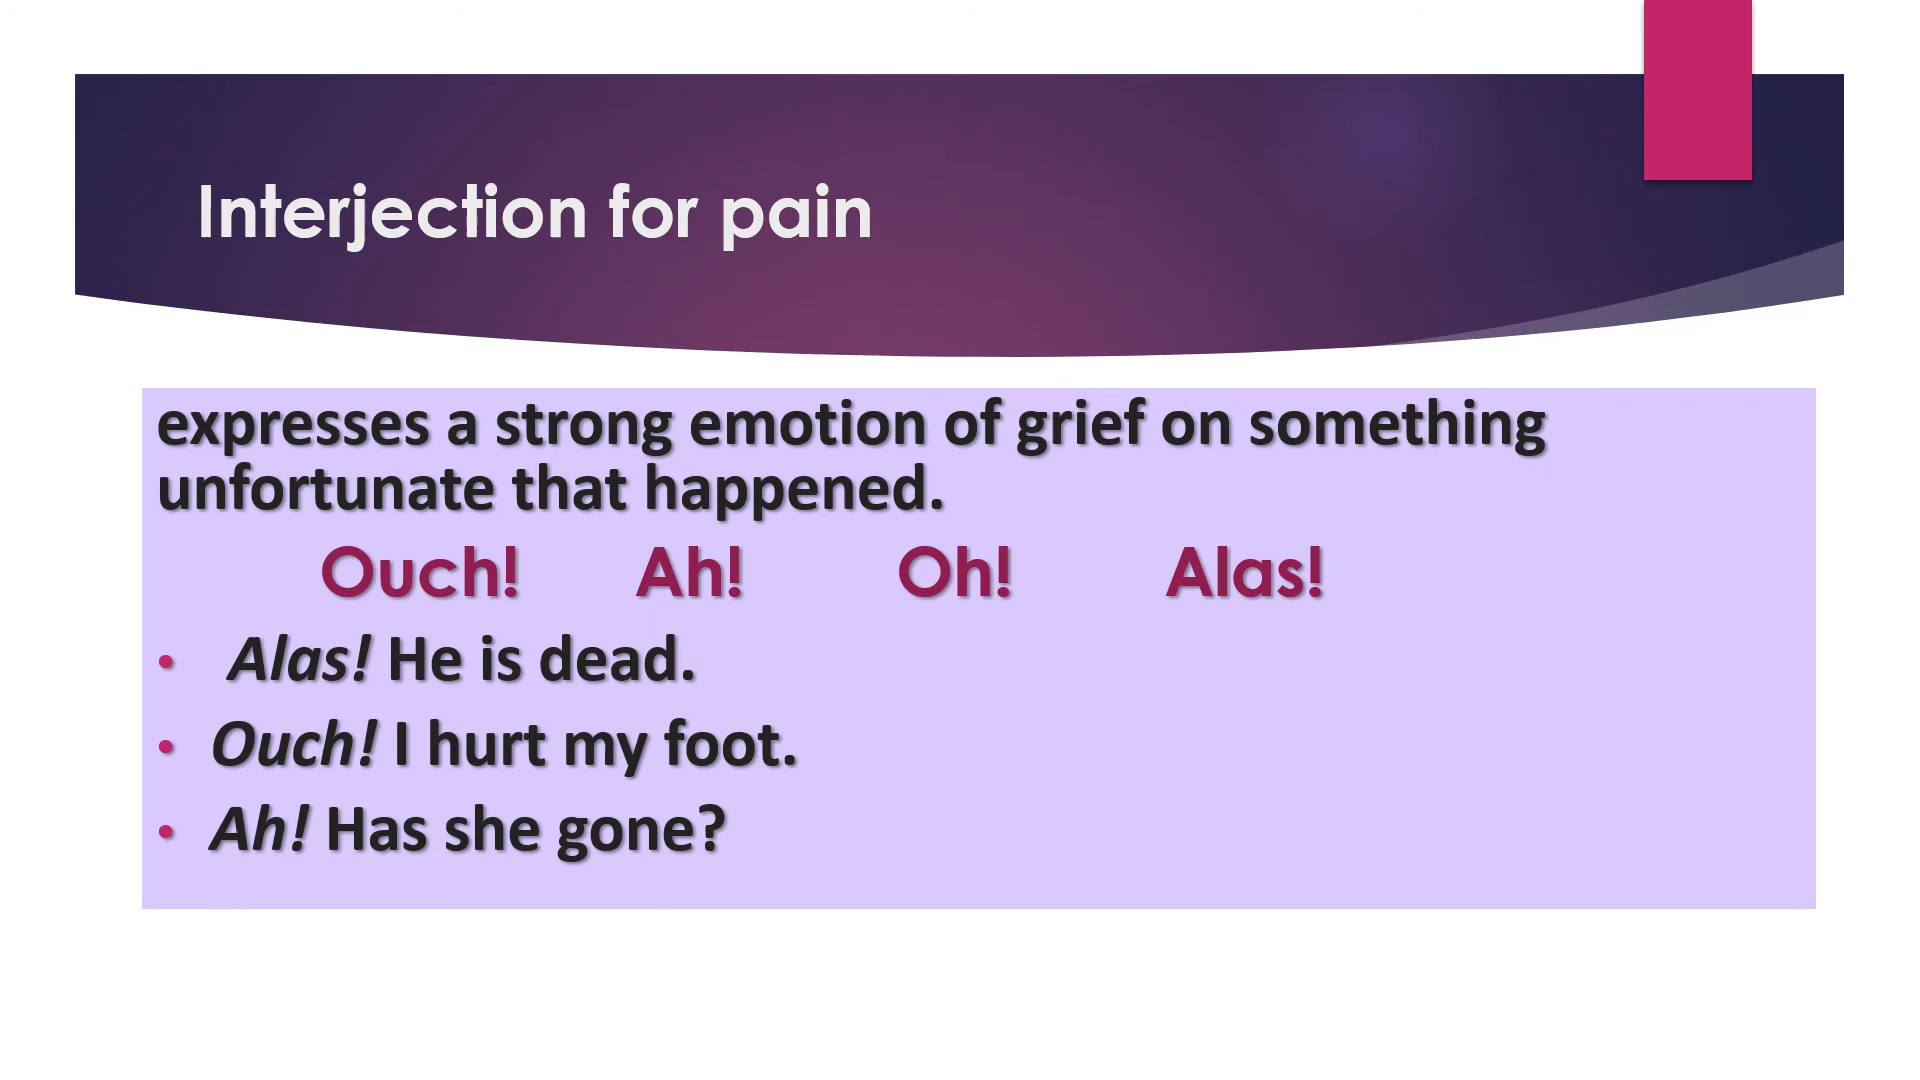 Interjection for pain
expresses a strong emotion of grief on something
unfortunate that happened.
Ouch! Ah! Oh! Alas!
• Alas! He is dead.
• Ouch! I hurt my foot.
• Ah! Has she gone?